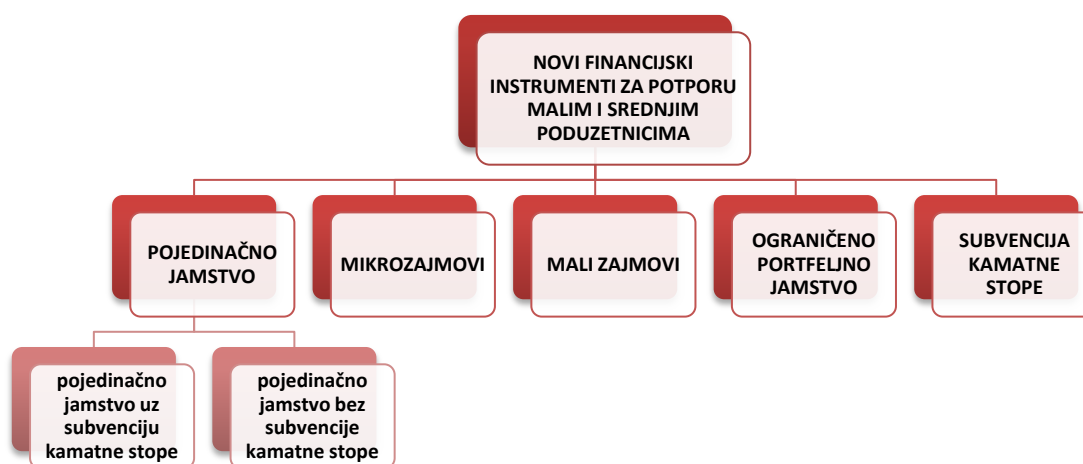 NOVI FINANCIJSKI
INSTRUMENTI ZA POTPORU
MALIM I SREDNJIM
PODUZETNICIMA
POJEDINAČNO
JAMSTVO
MIKROZAJMOVI
MALI ZAJMOVI
OGRANIČENO
PORTFELJNO
JAMSTVO
SUBVENCIJA
KAMATNE
STOPE
pojedinačno
jamstvo uz
subvenciju
kamatne stope
pojedinačno
jamstvo bez
subvencije
kamatne stope